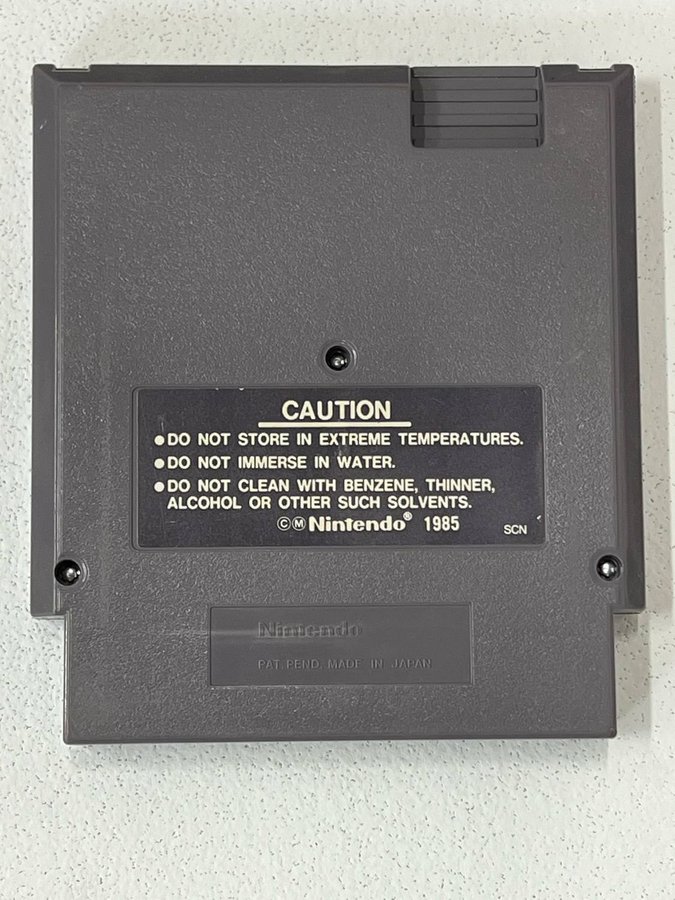 CAUTION
●DO NOT STORE IN EXTREME TEMPERATURES.
●DO NOT IMMERSE IN WATER.
●DO NOT CLEAN WITH BENZENE, THINNER,
ALCOHOL OR OTHER SUCH SOLVENTS.
©Ⓜ Nintendo® 1985
SCN
Nintendo
PAT. PEND. MADE IN JAPAN